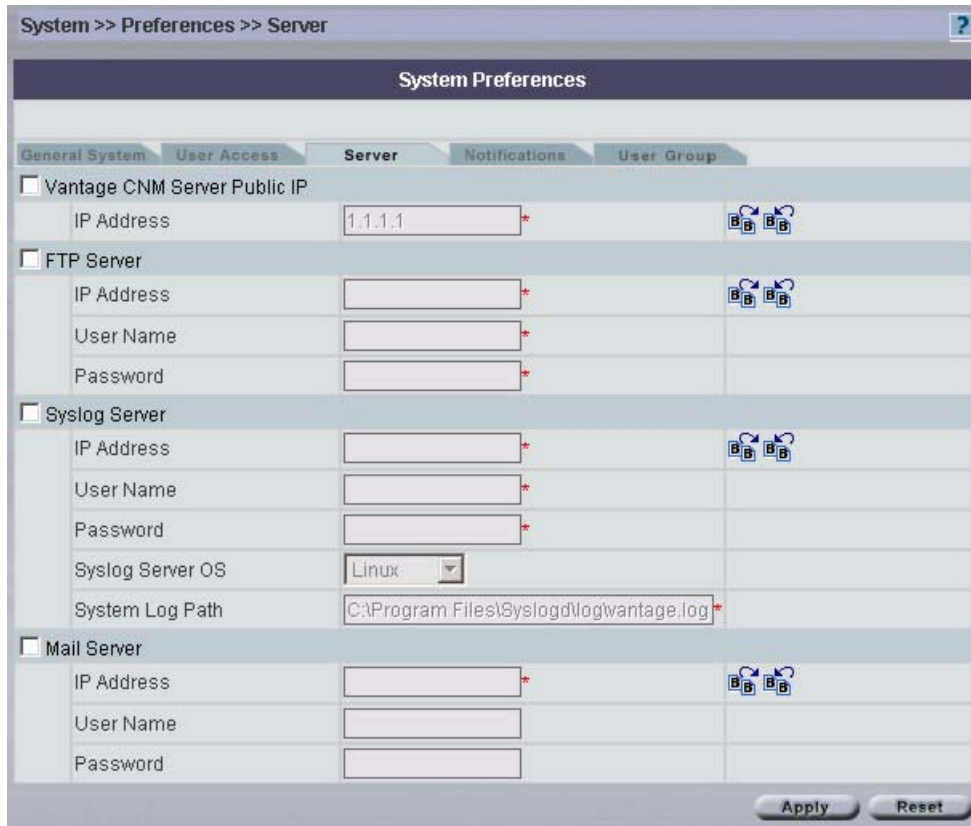 System >> Preferences >> Server ?
System Preferences
General System User Access Server Notifications User Group
Vantage CNM Server Public IP
IP Address 1.1.1.1 * B B B B
FTP Server
IP Address * B B B B
User Name *
Password *
Syslog Server
IP Address * B B B B
User Name *
Password *
Syslog Server OS Linux
System Log Path C:\Program Files\Syslogd\log\vantage.log *
Mail Server
IP Address * B B B B
User Name
Password
Apply Reset